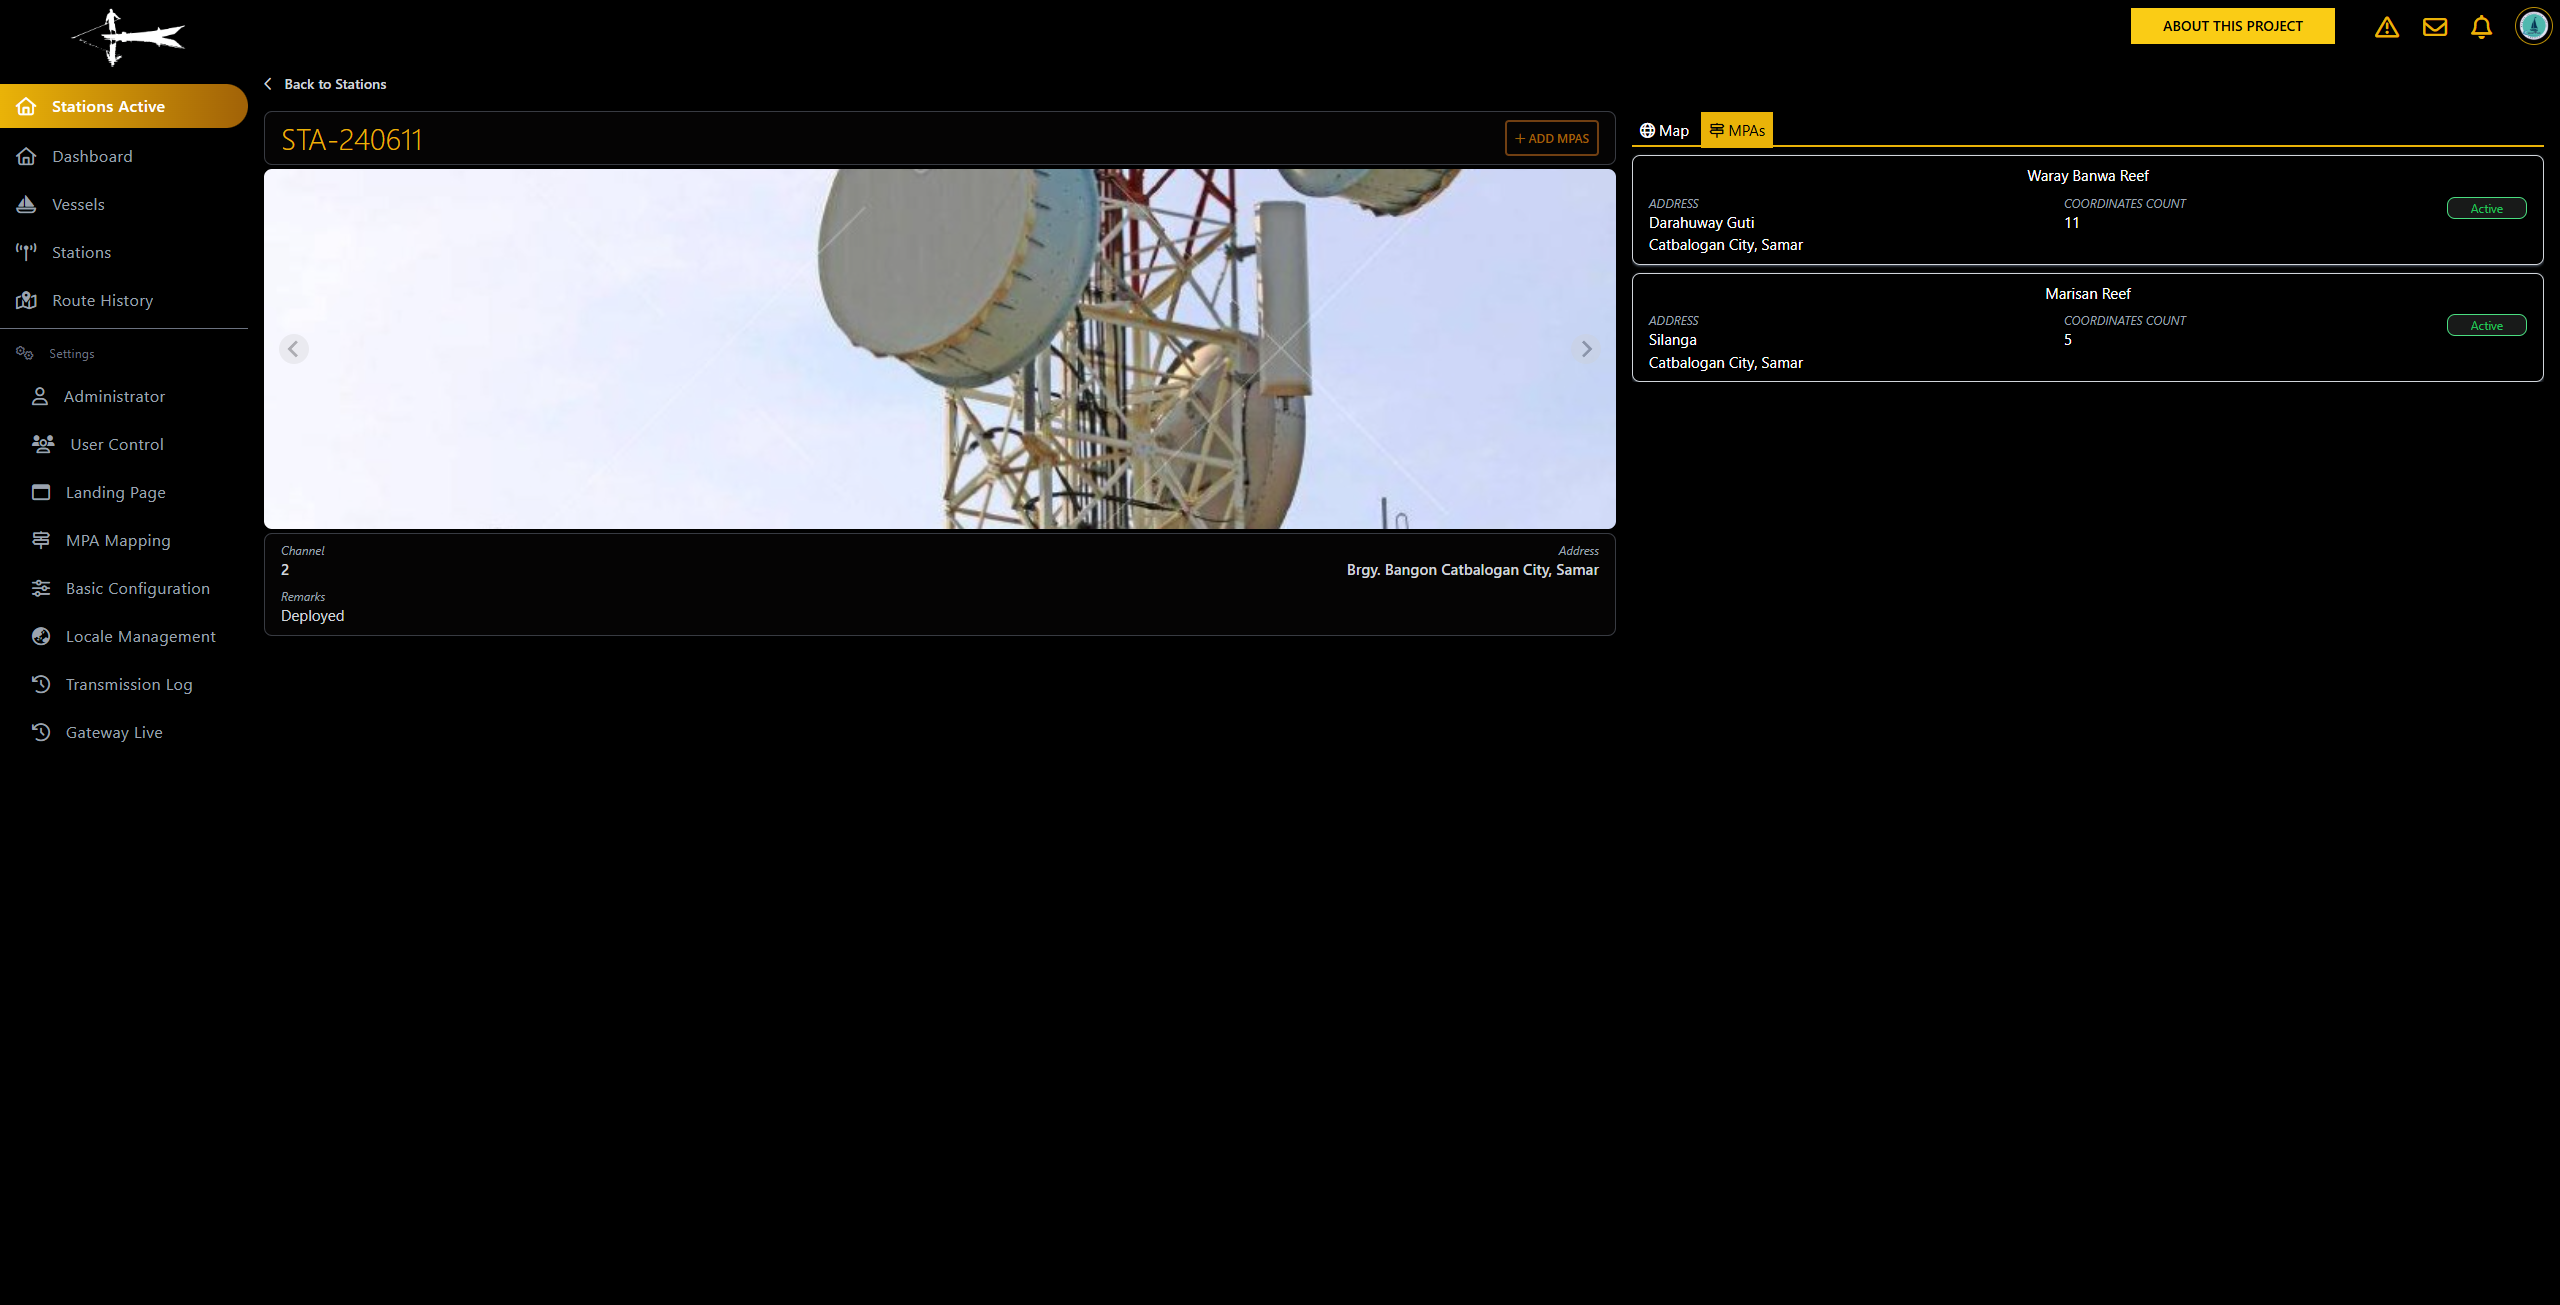 ABOUT THIS PROJECT
Stations Active
Dashboard
Vessels
Stations
Route History
Settings
Administrator
User Control
Landing Page
MPA Mapping
Basic Configuration
Locale Management
Transmission Log
Gateway Live
Back to Stations
STA-240611
+ ADD MPAS
Channel
2
Address
Brgy. Bangon Catbalogan City, Samar
Remarks
Deployed
Map
MPAs
Waray Banwa Reef
ADDRESS
Darahuway Guti
Catbalogan City, Samar
COORDINATES COUNT
11
Active
Marisan Reef
ADDRESS
Silanga
Catbalogan City, Samar
COORDINATES COUNT
5
Active